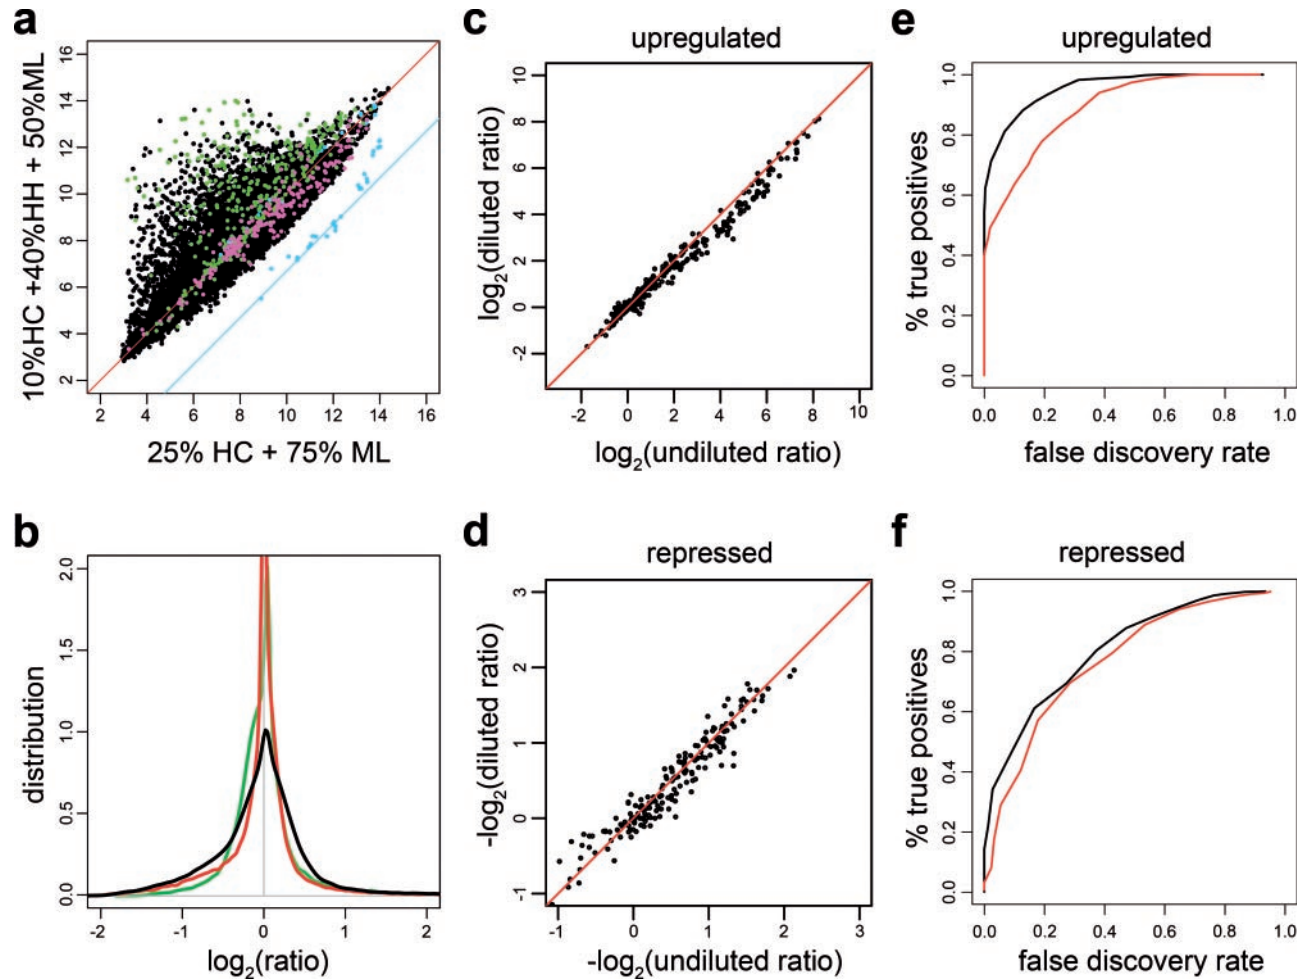 a
10%HC +40%HH + 50%ML
16
14
12
10
8
6
4
2
2 4 6 8 10 12 14 16
25% HC + 75% ML
c
upregulated
log2(diluted ratio)
10
8
6
4
2
0
-2
-2 0 2 4 6 8 10
log2(undiluted ratio)
e
upregulated
% true positives
1.0
0.8
0.6
0.4
0.2
0.0
0.0 0.2 0.4 0.6 0.8 1.0
false discovery rate
b
distribution
2.0
1.5
1.0
0.5
0.0
-2 -1 0 1 2
log2(ratio)
d
repressed
-log2(diluted ratio)
3
2
1
0
-1
-1 0 1 2 3
-log2(undiluted ratio)
f
repressed
% true positives
1.0
0.8
0.6
0.4
0.2
0.0
0.0 0.2 0.4 0.6 0.8 1.0
false discovery rate